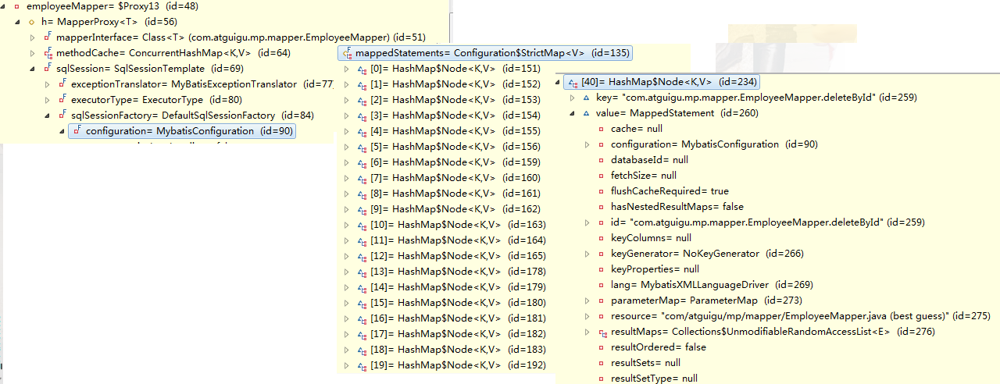 employeeMapper= $Proxy13 (id=48)
h= MapperProxy<T> (id=56)
mapperInterface= Class<T> (com.atguigu.mp.mapper.EmployeeMapper) (id=51)
methodCache= ConcurrentHashMap<K,V> (id=64)
sqlSession= SqlSessionTemplate (id=69)
exceptionTranslator= MyBatisExceptionTranslator (id=77)
executorType= ExecutorType (id=80)
sqlSessionFactory= DefaultSqlSessionFactory (id=84)
configuration= MybatisConfiguration (id=90)
mappedStatements= Configuration$StrictMap<V> (id=135)
[0]= HashMap$Node<K,V> (id=151)
[1]= HashMap$Node<K,V> (id=152)
[2]= HashMap$Node<K,V> (id=153)
[3]= HashMap$Node<K,V> (id=154)
[4]= HashMap$Node<K,V> (id=155)
[5]= HashMap$Node<K,V> (id=156)
[6]= HashMap$Node<K,V> (id=159)
[7]= HashMap$Node<K,V> (id=160)
[8]= HashMap$Node<K,V> (id=161)
[9]= HashMap$Node<K,V> (id=162)
[10]= HashMap$Node<K,V> (id=163)
[11]= HashMap$Node<K,V> (id=164)
[12]= HashMap$Node<K,V> (id=165)
[13]= HashMap$Node<K,V> (id=178)
[14]= HashMap$Node<K,V> (id=179)
[15]= HashMap$Node<K,V> (id=180)
[16]= HashMap$Node<K,V> (id=181)
[17]= HashMap$Node<K,V> (id=182)
[18]= HashMap$Node<K,V> (id=183)
[19]= HashMap$Node<K,V> (id=192)
[40]= HashMap$Node<K,V> (id=234)
key= "com.atguigu.mp.mapper.EmployeeMapper.deleteById" (id=259)
value= MappedStatement (id=260)
cache= null
configuration= MybatisConfiguration (id=90)
databaseId= null
fetchSize= null
flushCacheRequired= true
hasNestedResultMaps= false
id= "com.atguigu.mp.mapper.EmployeeMapper.deleteById" (id=259)
keyColumns= null
keyGenerator= NoKeyGenerator (id=266)
keyProperties= null
lang= MybatisXMLLanguageDriver (id=269)
parameterMap= ParameterMap (id=273)
resource= "com/atguigu/mp/mapper/EmployeeMapper.java (best guess)" (id=275)
resultMaps= Collections$UnmodifiableRandomAccessList<E> (id=276)
resultOrdered= false
resultSets= null
resultSetType= null